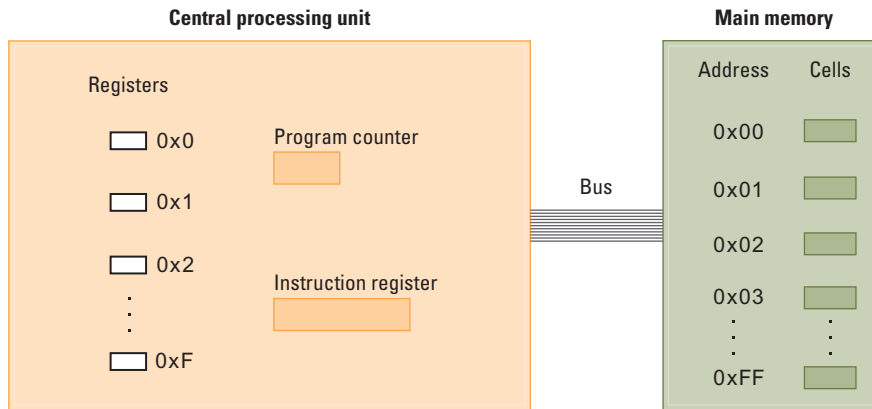 Central processing unit
Registers
0x0
0x1
0x2
0xF
Program counter
Instruction register
Bus
Main memory
Address Cells
0x00
0x01
0x02
0x03
0xFF